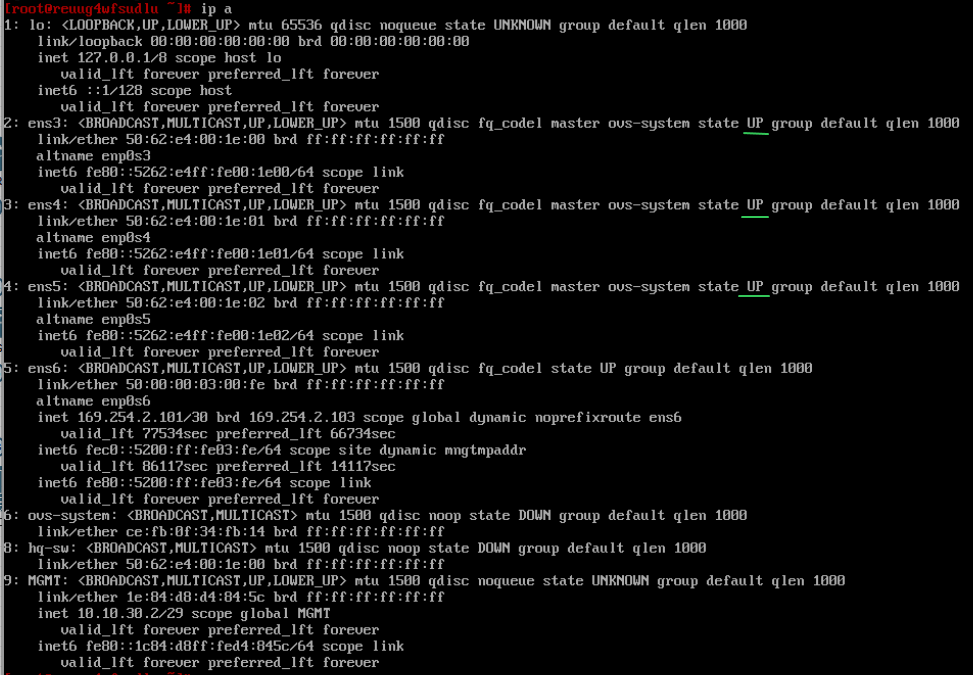 [root@reuug4wfsudlu ~]# ip a
1: lo: <LOOPBACK,UP,LOWER_UP> mtu 65536 qdisc noqueue state UNKNOWN group default qlen 1000
link/loopback 00:00:00:00:00:00 brd 00:00:00:00:00:00
inet 127.0.0.1/8 scope host lo
valid_lft forever preferred_lft forever
inet6 ::1/128 scope host
valid_lft forever preferred_lft forever
2: ens3: <BROADCAST,MULTICAST,UP,LOWER_UP> mtu 1500 qdisc fq_codel master ovs-system state UP group default qlen 1000
link/ether 50:62:e4:00:1e:00 brd ff:ff:ff:ff:ff:ff
altname enp0s3
inet6 fe80::5262:e4ff:fe00:1e00/64 scope link
valid_lft forever preferred_lft forever
3: ens4: <BROADCAST,MULTICAST,UP,LOWER_UP> mtu 1500 qdisc fq_codel master ovs-system state UP group default qlen 1000
link/ether 50:62:e4:00:1e:01 brd ff:ff:ff:ff:ff:ff
altname enp0s4
inet6 fe80::5262:e4ff:fe00:1e01/64 scope link
valid_lft forever preferred_lft forever
4: ens5: <BROADCAST,MULTICAST,UP,LOWER_UP> mtu 1500 qdisc fq_codel master ovs-system state UP group default qlen 1000
link/ether 50:62:e4:00:1e:02 brd ff:ff:ff:ff:ff:ff
altname enp0s5
inet6 fe80::5262:e4ff:fe00:1e02/64 scope link
valid_lft forever preferred_lft forever
5: ens6: <BROADCAST,MULTICAST,UP,LOWER_UP> mtu 1500 qdisc fq_codel state UP group default qlen 1000
link/ether 50:00:00:03:00:fe brd ff:ff:ff:ff:ff:ff
altname enp0s6
inet 169.254.2.101/30 brd 169.254.2.103 scope global dynamic noprefixroute ens6
valid_lft 77534sec preferred_lft 66734sec
inet6 fec0::5200:ff:fe03:fe/64 scope site dynamic mngtmpaddr
valid_lft 86117sec preferred_lft 14117sec
inet6 fe80::5200:ff:fe03:fe/64 scope link
valid_lft forever preferred_lft forever
6: ovs-system: <BROADCAST,MULTICAST> mtu 1500 qdisc noop state DOWN group default qlen 1000
link/ether ce:fb:0f:34:fb:14 brd ff:ff:ff:ff:ff:ff
8: hq-sw: <BROADCAST,MULTICAST> mtu 1500 qdisc noop state DOWN group default qlen 1000
link/ether 50:62:e4:00:1e:00 brd ff:ff:ff:ff:ff:ff
9: MGMT: <BROADCAST,MULTICAST,UP,LOWER_UP> mtu 1500 qdisc noqueue state UNKNOWN group default qlen 1000
link/ether 1e:84:d8:d4:84:5c brd ff:ff:ff:ff:ff:ff
inet 10.10.30.2/29 scope global MGMT
valid_lft forever preferred_lft forever
inet6 fe80::1c84:d8ff:fed4:845c/64 scope link
valid_lft forever preferred_lft forever